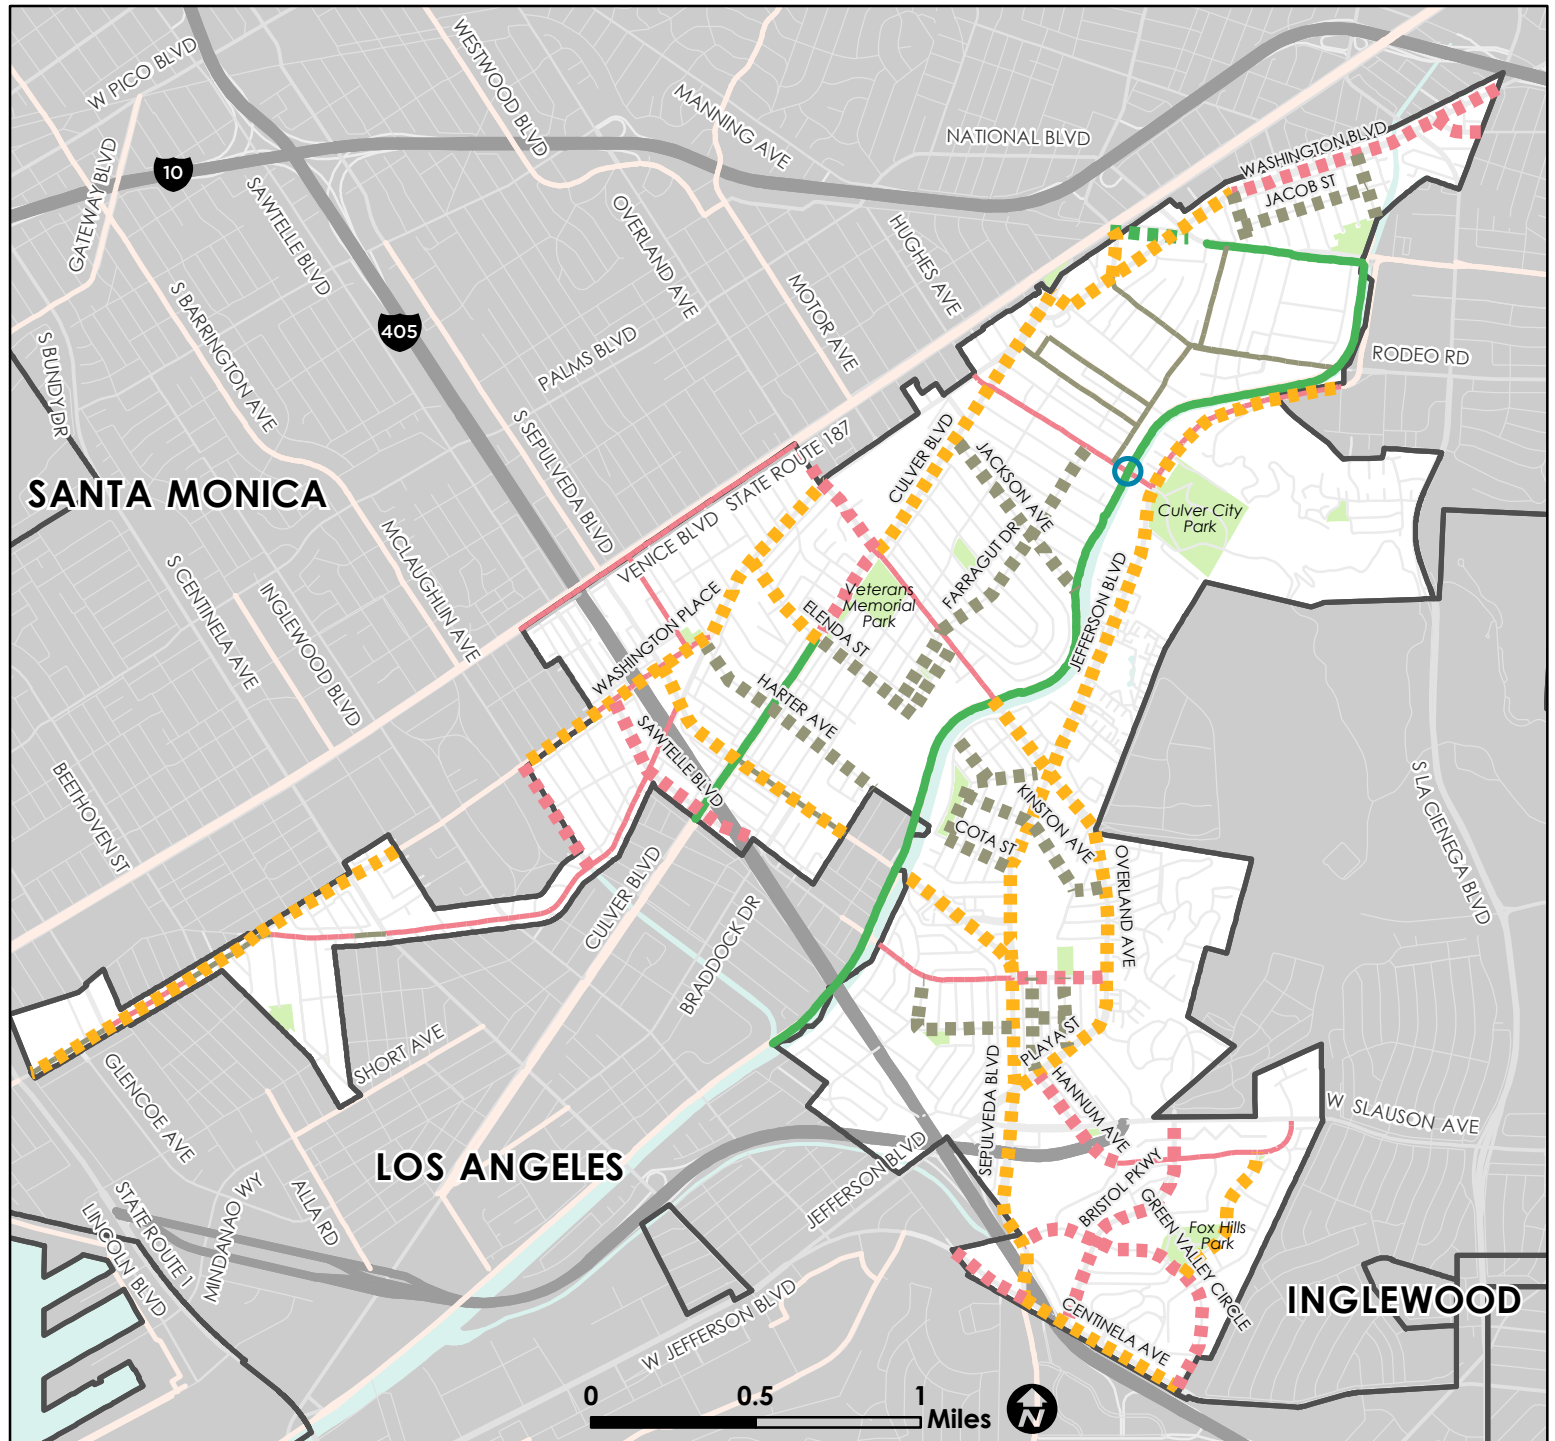 W PICO BLVD
WESTWOOD BLVD
MANNING AVE
NATIONAL BLVD
WASHINGTON BLVD
JACOB ST
10
GATEWAY BLVD
SAWTELLE BLVD
OVERLAND AVE
HUGHES AVE
MOTOR AVE
S BARRINGTON AVE
405
S BUNDY DR
PALMS BLVD
RODEO RD
S SEPULVEDA BLVD
CULVER BLVD
JACKSON AVE
SANTA MONICA
VENICE BLVD STATE ROUTE 187
Culver City
Park
MCLAUGHLIN AVE
S CENTINELA AVE
INGLEWOOD BLVD
FARRAGUT DR
Veterans
Memorial
Park
JEFFERSON BLVD
WASHINGTON PLACE
ELENDA ST
HARTER AVE
SAWTELLE BLVD
BEETHOVEN ST
KINSTON AVE
COTA ST
S LA CIENEGA BLVD
CULVER BLVD
OVERLAND AVE
BRADDOCK DR
GLENCOE AVE
SHORT AVE
PLAYA ST
SEPULVEDA BLVD
HANNUM AVE
W SLAUSON AVE
LOS ANGELES
JEFFERSON BLVD
BRISTOL PKWY
GREEN VALLEY CIRCLE
Fox Hills
Park
STATE ROUTE 1
LINCOLN BLVD
MINDANAO WY
ALLA RD
W JEFFERSON BLVD
CENTINELA AVE
INGLEWOOD
0 0.5 1
Miles
N